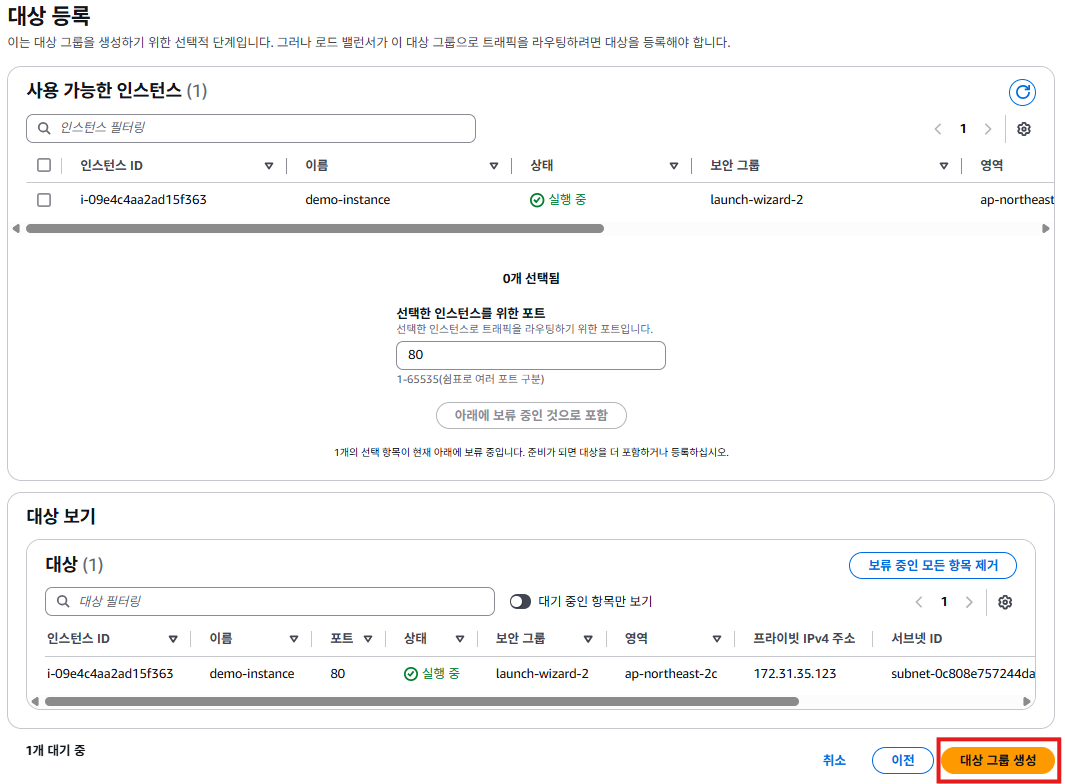 대상 등록
이는 대상 그룹을 생성하기 위한 선택적 단계입니다. 그러나 로드 밸런서가 이 대상 그룹으로 트래픽을 라우팅하려면 대상을 등록해야 합니다.
사용 가능한 인스턴스 (1)
인스턴스 필터링
1
인스턴스 ID 이름 상태 보안 그룹 영역
i-09e4c4aa2ad15f363 demo-instance 실행 중 launch-wizard-2 ap-northeast
0개 선택됨
선택한 인스턴스를 위한 포트
선택한 인스턴스로 트래픽을 라우팅하기 위한 포트입니다.
80
1-65535(쉼표로 여러 포트 구분)
아래에 보류 중인 것으로 포함
1개의 선택 항목이 현재 아래에 보류 중입니다. 준비가 되면 대상을 더 포함하거나 등록하십시오.
대상 보기
대상 (1) 보류 중인 모든 항목 제거
대상 필터링 대기 중인 항목만 보기 1
인스턴스 ID 이름 포트 상태 보안 그룹 영역 프라이빗 IPv4 주소 서브넷 ID
i-09e4c4aa2ad15f363 demo-instance 80 실행 중 launch-wizard-2 ap-northeast-2c 172.31.35.123 subnet-0c808e757244da
1개 대기 중
취소 이전 대상 그룹 생성